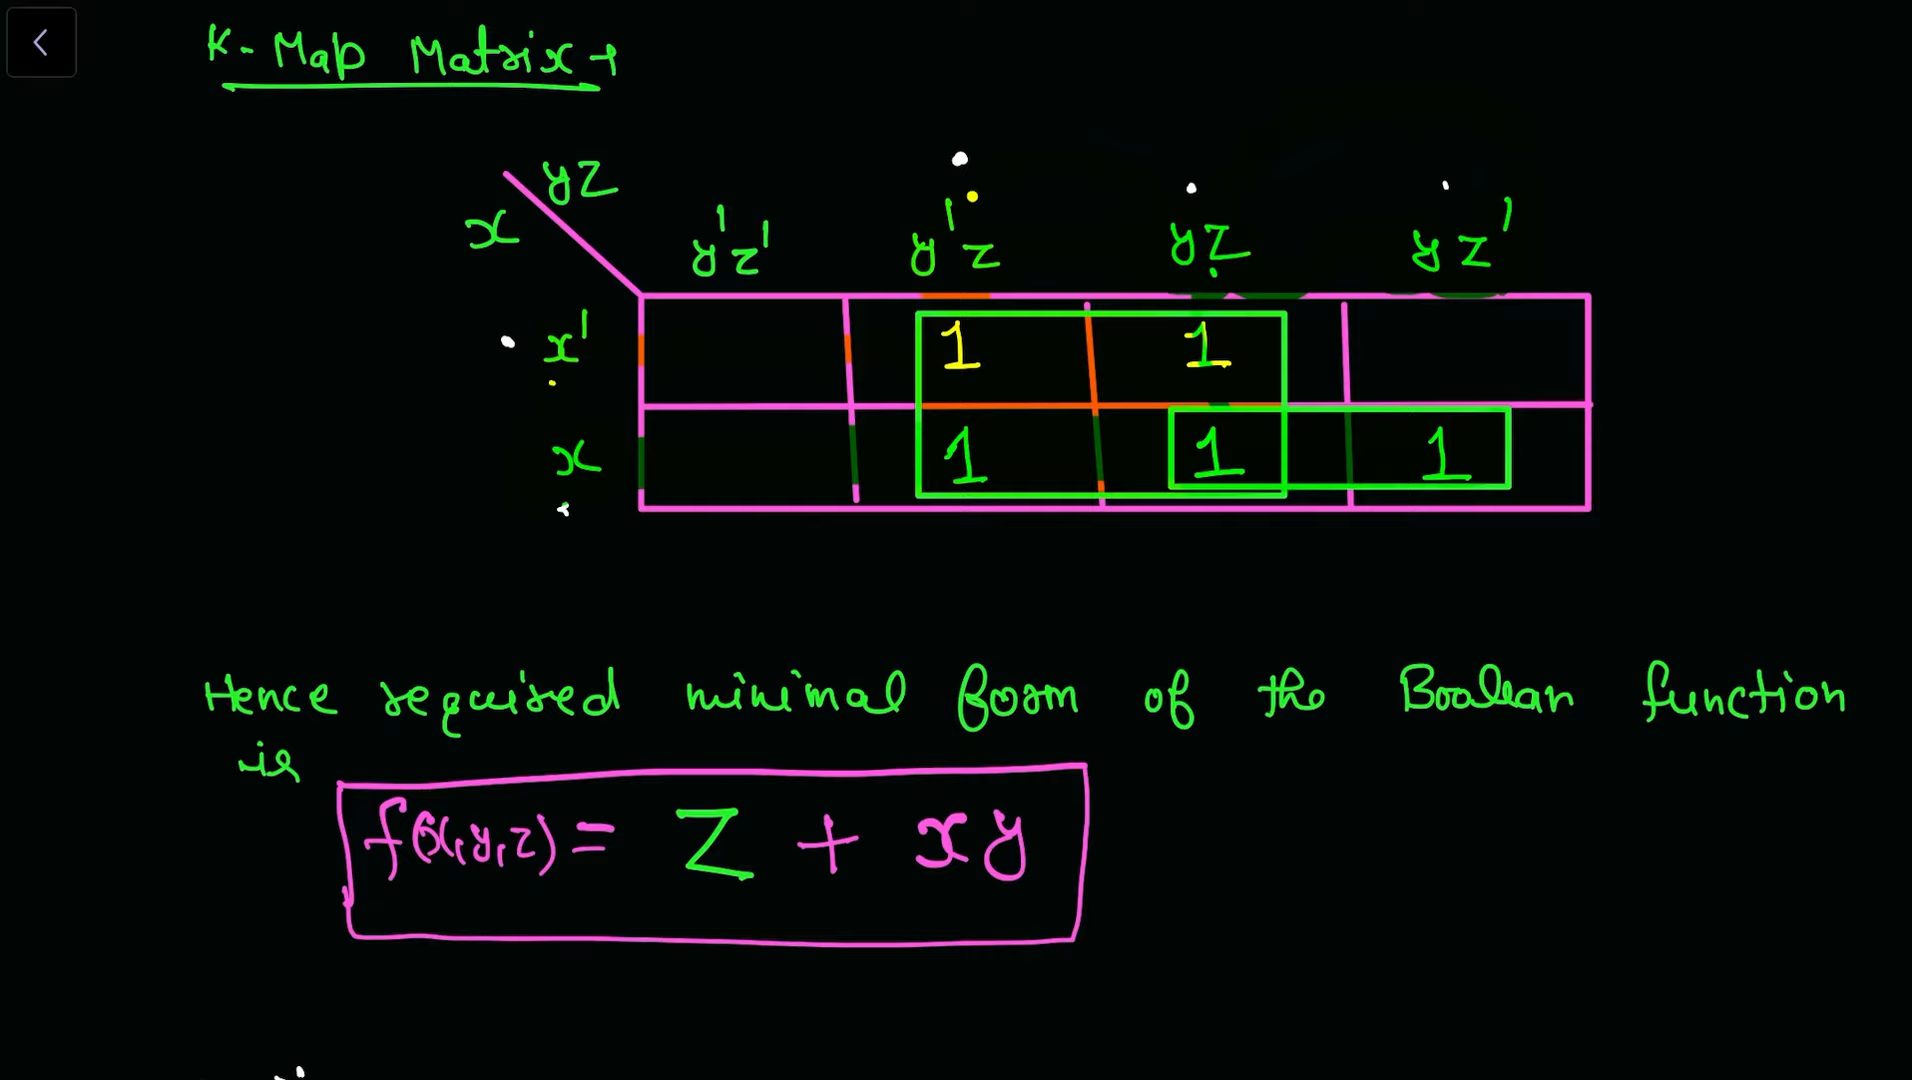 K-Map Matrix →
yz
x
y'z' y'z yz yz'
x' 1 1
x 1 1 1
Hence required minimal form of the Boolean function
is
f(x,y,z) = Z + xy